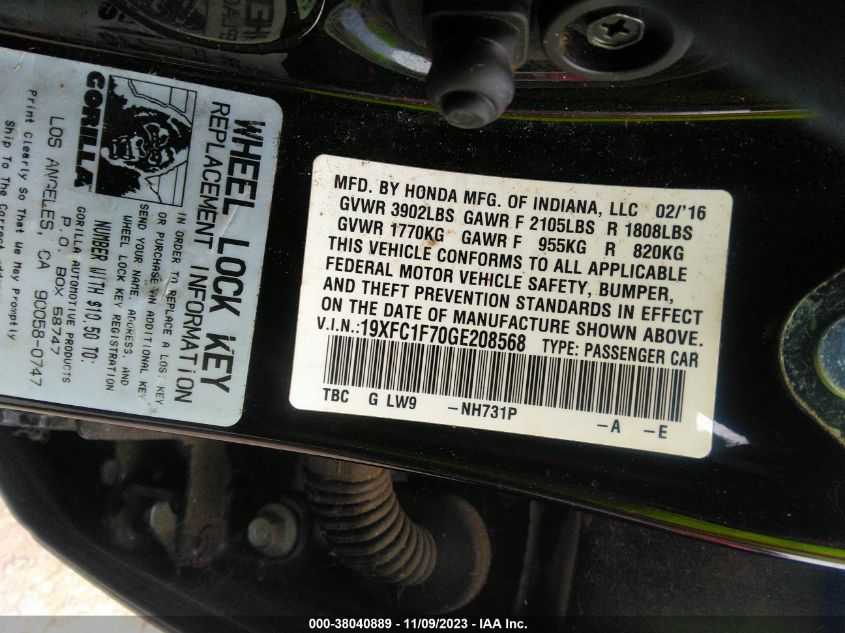 WHEEL LOCK KEY
REPLACEMENT INFORMATION
GORILLA
IN ORDER TO REPLACE A LOST KEY
OR PURCHASE AN ADDITIONAL KEY
SEND YOUR NAME, ADDRESS, AND
WHEEL LOCK KEY REGISTRATION
NUMBER WITH $10.50 TO:
GORILLA AUTOMOTIVE PRODUCTS
P.O. BOX 58747
LOS ANGELES, CA 90058-0747
Print Clearly So That We May Promptly
Ship To The Correct
MFD. BY HONDA MFG. OF INDIANA, LLC 02/'16
GVWR 3902LBS GAWR F 2105LBS R 1808LBS
GVWR 1770KG GAWR F 955KG R 820KG
THIS VEHICLE CONFORMS TO ALL APPLICABLE
FEDERAL MOTOR VEHICLE SAFETY, BUMPER,
AND THEFT PREVENTION STANDARDS IN EFFECT
ON THE DATE OF MANUFACTURE SHOWN ABOVE.
V.I.N.:19XFC1F70GE208568 TYPE: PASSENGER CAR
TBC G LW9 -NH731P -A -E
000-38040889 - 11/09/2023 - IAA Inc.